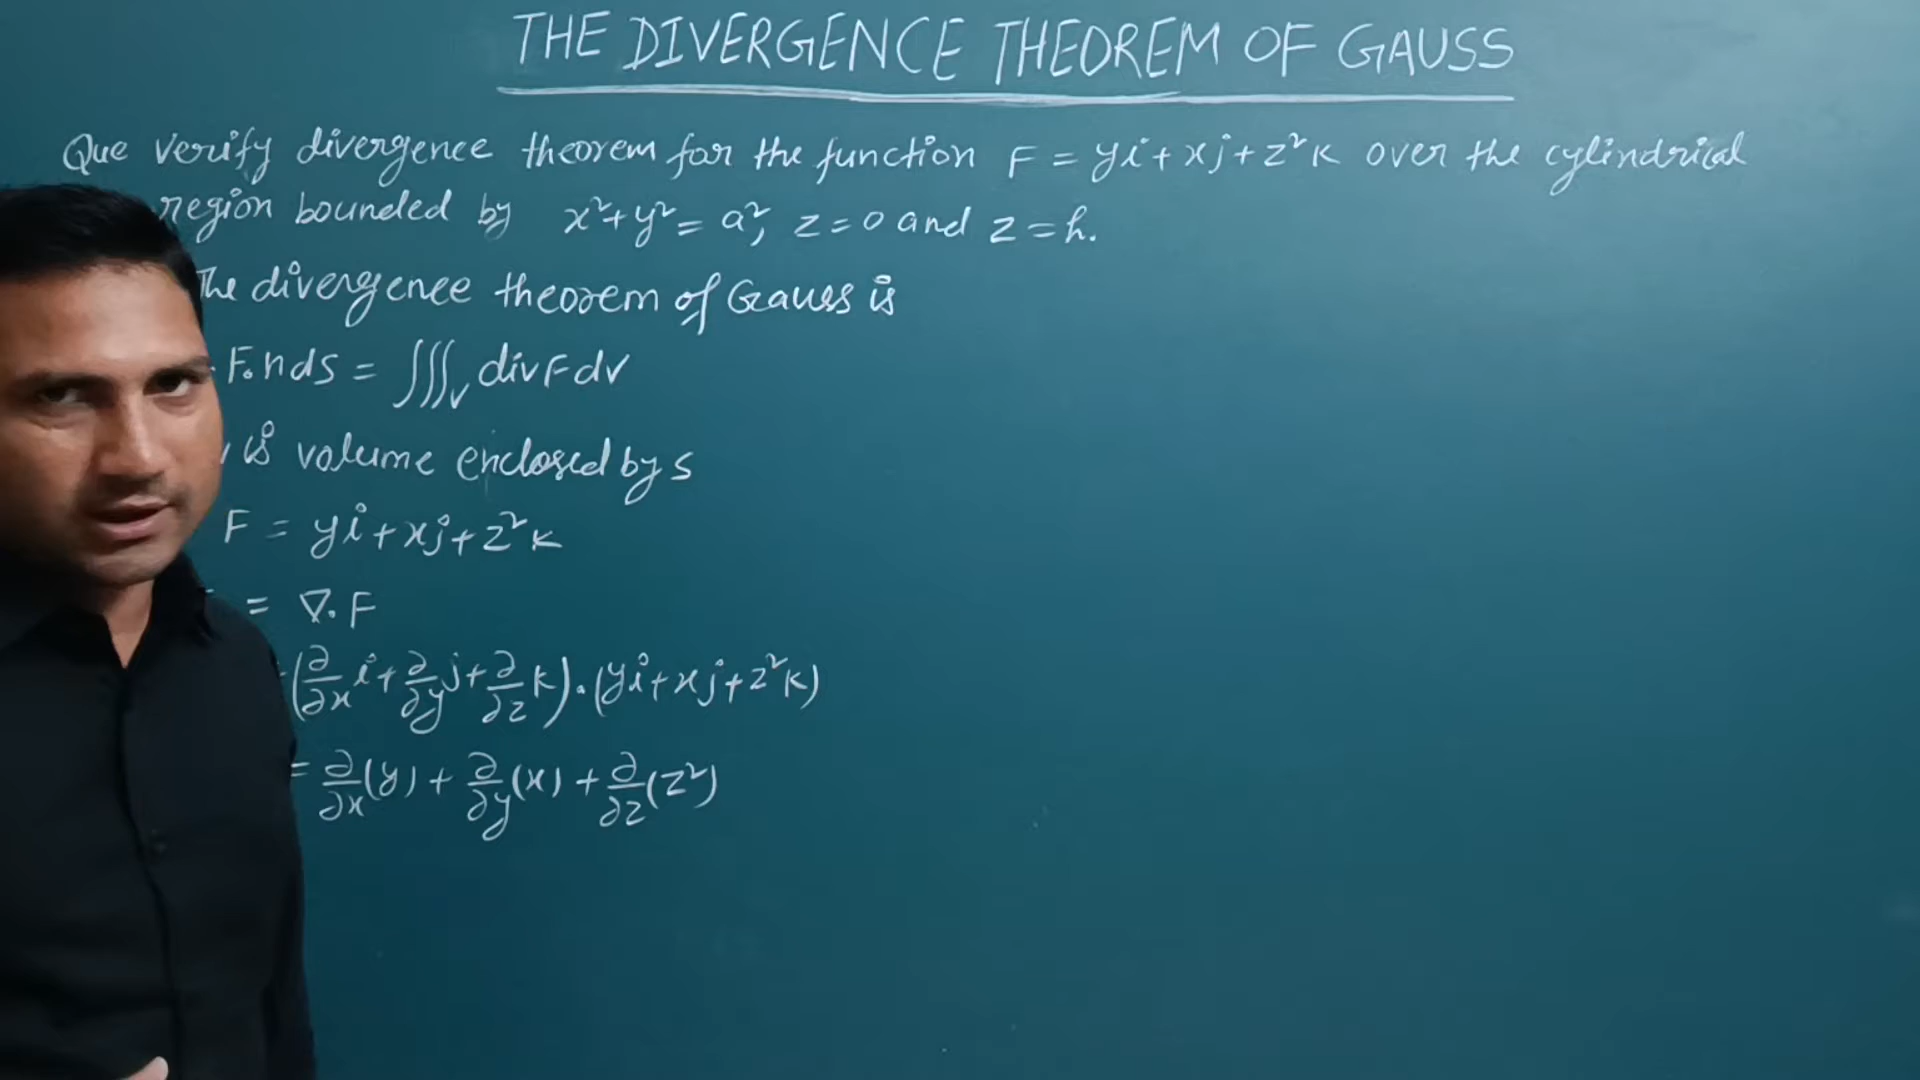 THE DIVERGENCE THEOREM OF GAUSS
Que verify divergence theorem for the function F = yi + xj + z²k over the cylindrical
region bounded by x² + y² = a², z = 0 and z = h.
The divergence theorem of Gauss is
F.nds = ∭ᵥ divFdv
is volume enclosed by s
F = yi + xj + z²k
= ∇.F
(∂/∂x i + ∂/∂y j + ∂/∂z k).(yi + xj + z²k)
= ∂/∂x(y) + ∂/∂y(x) + ∂/∂z(z²)